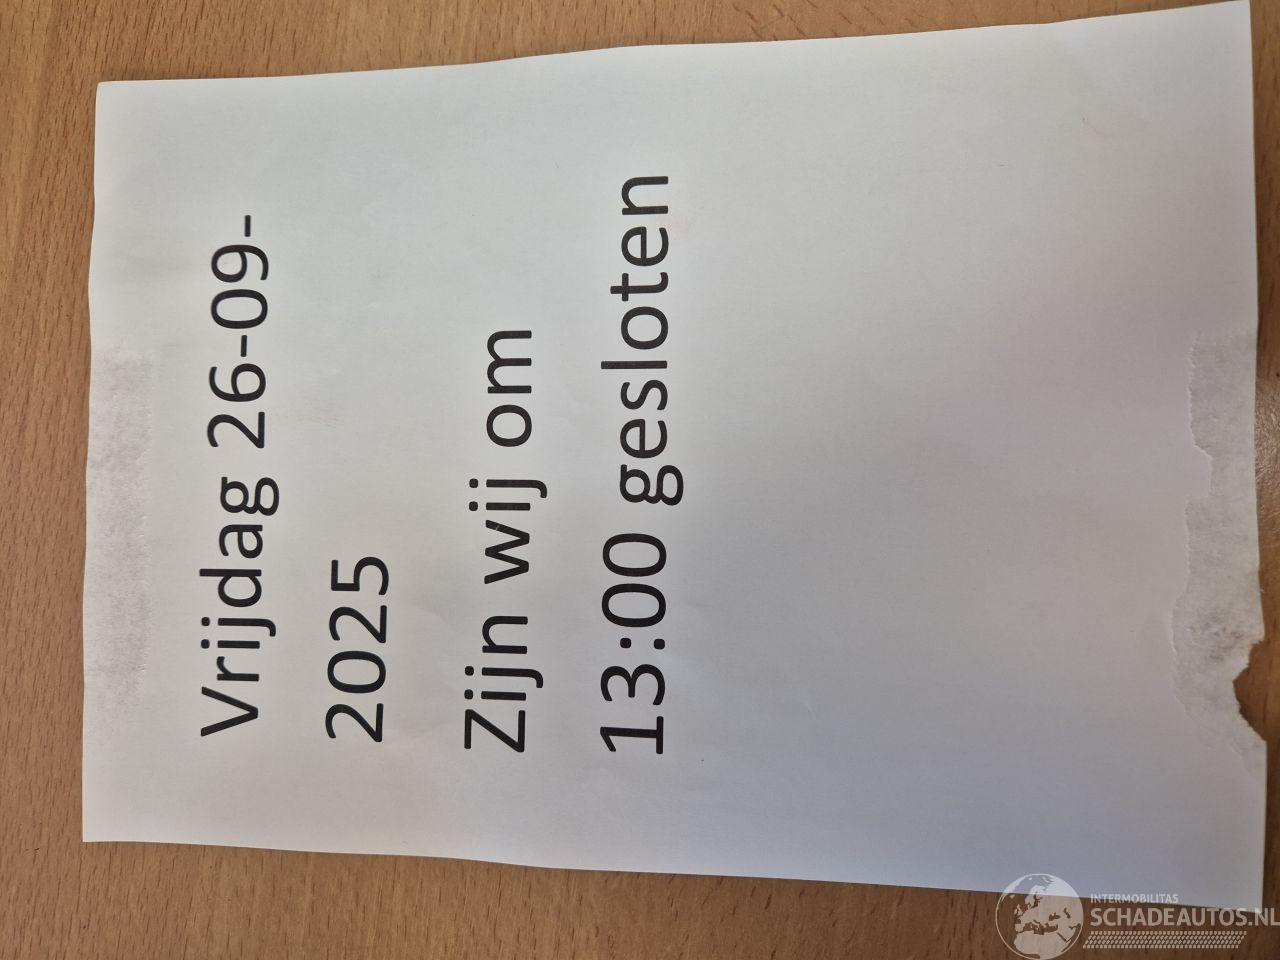 Vrijdag 26-09-
2025
Zijn wij om
13:00 gesloten
INTERMOBILITAS
SCHADEAUTOS.NL